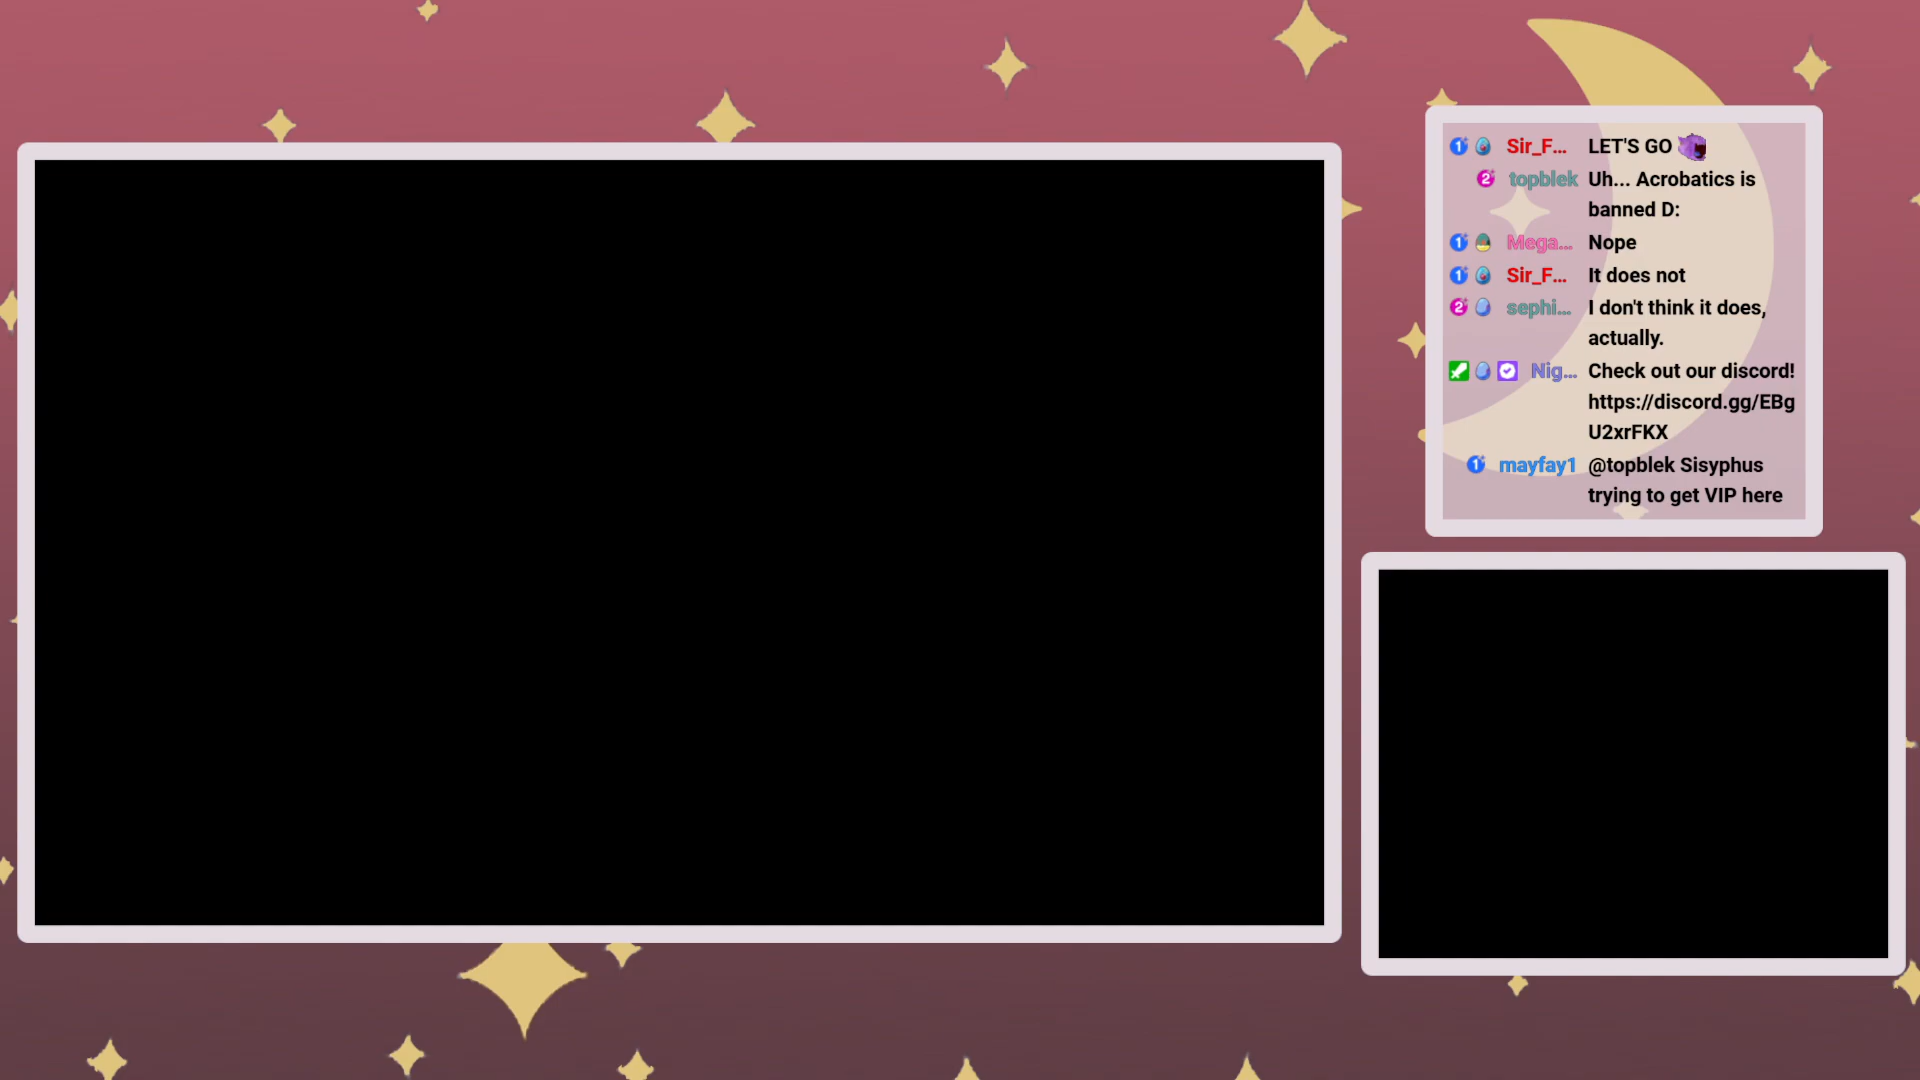 Sir_F... LET'S GO
topblek Uh... Acrobatics is
banned D:
Mega... Nope
Sir_F... It does not
sephi... I don't think it does,
actually.
Nig... Check out our discord!
https://discord.gg/EBg
U2xrFKX
mayfay1 @topblek Sisyphus
trying to get VIP here